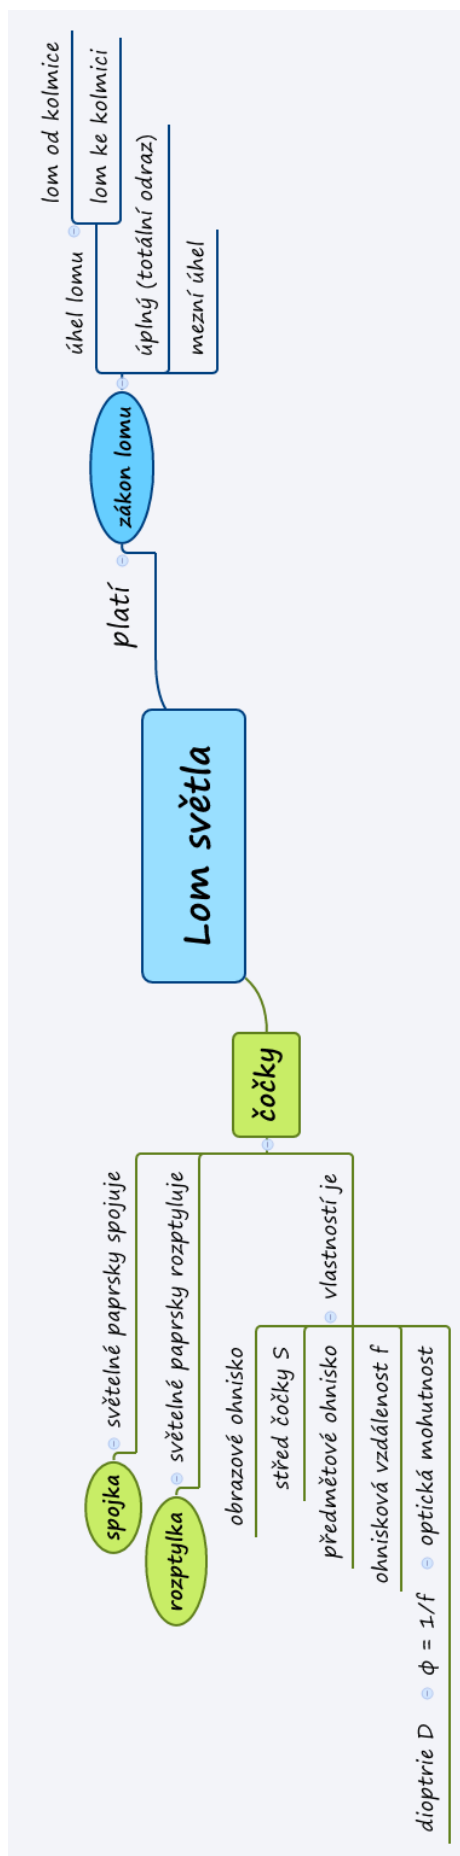 Lom světla
platí
zákon lomu
úhel lomu
lom od kolmice
lom ke kolmici
úplný (totální odraz)
mezní úhel
čočky
světelné paprsky spojuje
spojka
světelné paprsky rozptyluje
rozptylka
vlastností je
obrazové ohnisko
střed čočky S
předmětové ohnisko
ohnisková vzdálenost f
optická mohutnost
φ = 1/f
dioptrie D